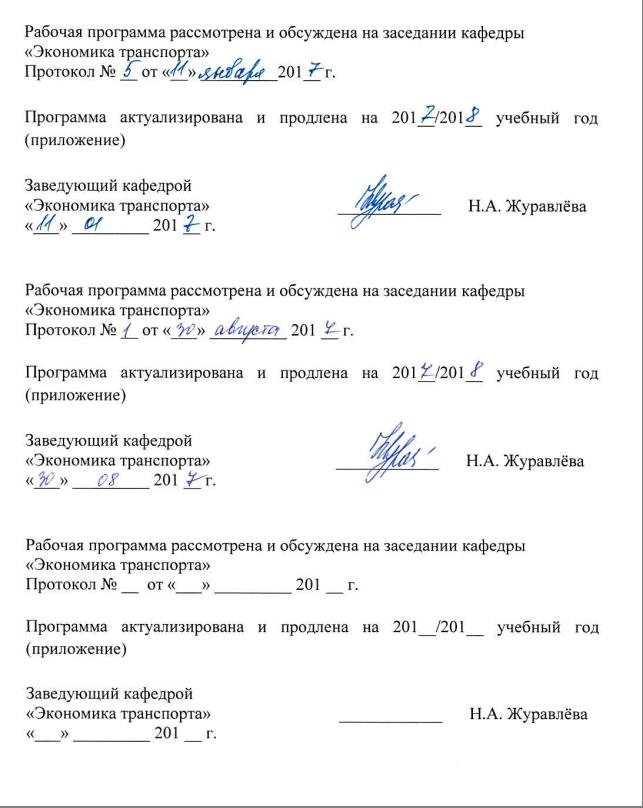 Рабочая программа рассмотрена и обсуждена на заседании кафедры
«Экономика транспорта»
Протокол № 5 от «11» января 2017 г.
Программа актуализирована и продлена на 2017/2018 учебный год
(приложение)
Заведующий кафедрой
«Экономика транспорта»
Н.А. Журавлёва
«11» 01 2017 г.
Рабочая программа рассмотрена и обсуждена на заседании кафедры
«Экономика транспорта»
Протокол № 1 от «30» августа 2017 г.
Программа актуализирована и продлена на 2017/2018 учебный год
(приложение)
Заведующий кафедрой
«Экономика транспорта»
Н.А. Журавлёва
«30» 08 2017 г.
Рабочая программа рассмотрена и обсуждена на заседании кафедры
«Экономика транспорта»
Протокол № __ от «___» _________ 201 __ г.
Программа актуализирована и продлена на 201__/201__ учебный год
(приложение)
Заведующий кафедрой
«Экономика транспорта»
____________ Н.А. Журавлёва
«___» _________ 201 __ г.